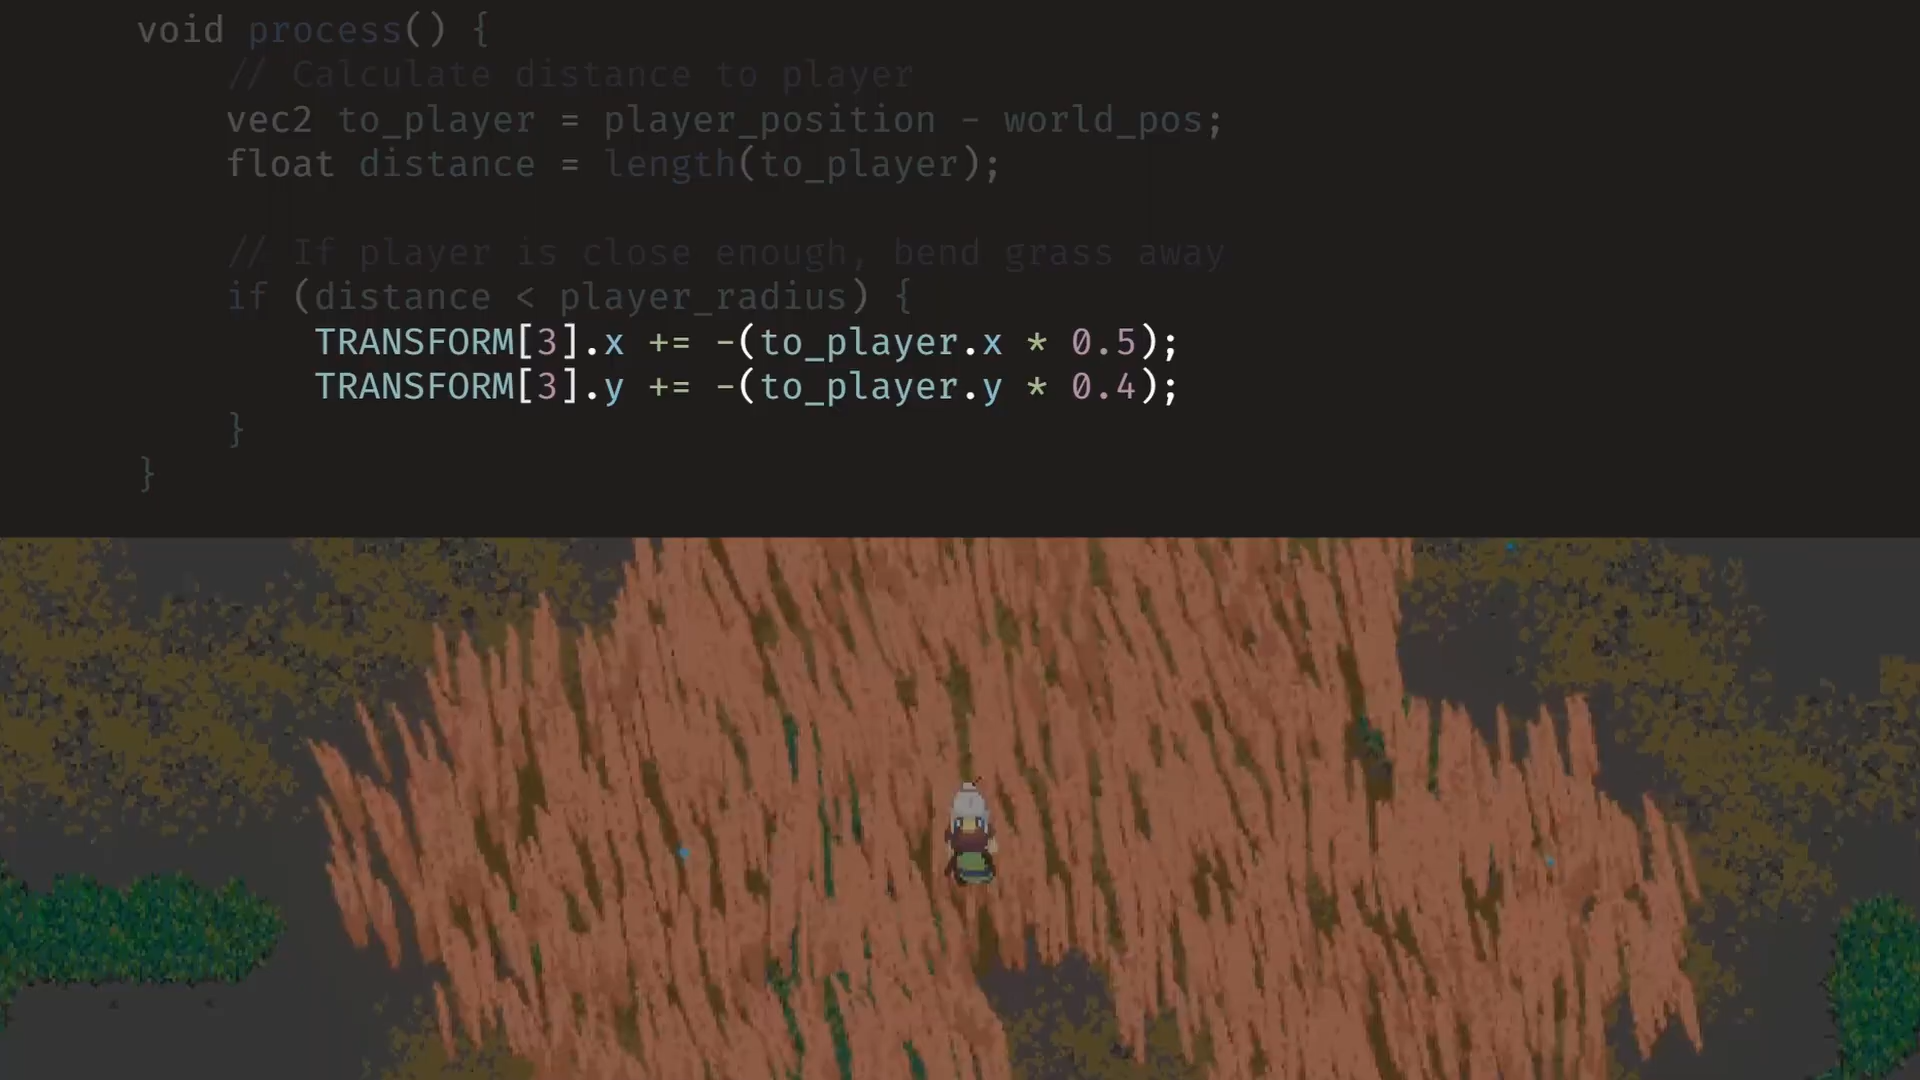 void process() {
// Calculate distance to player
vec2 to_player = player_position - world_pos;
float distance = length(to_player);
// If player is close enough, bend grass away
if (distance < player_radius) {
TRANSFORM[3].x += -(to_player.x * 0.5);
TRANSFORM[3].y += -(to_player.y * 0.4);
}
}